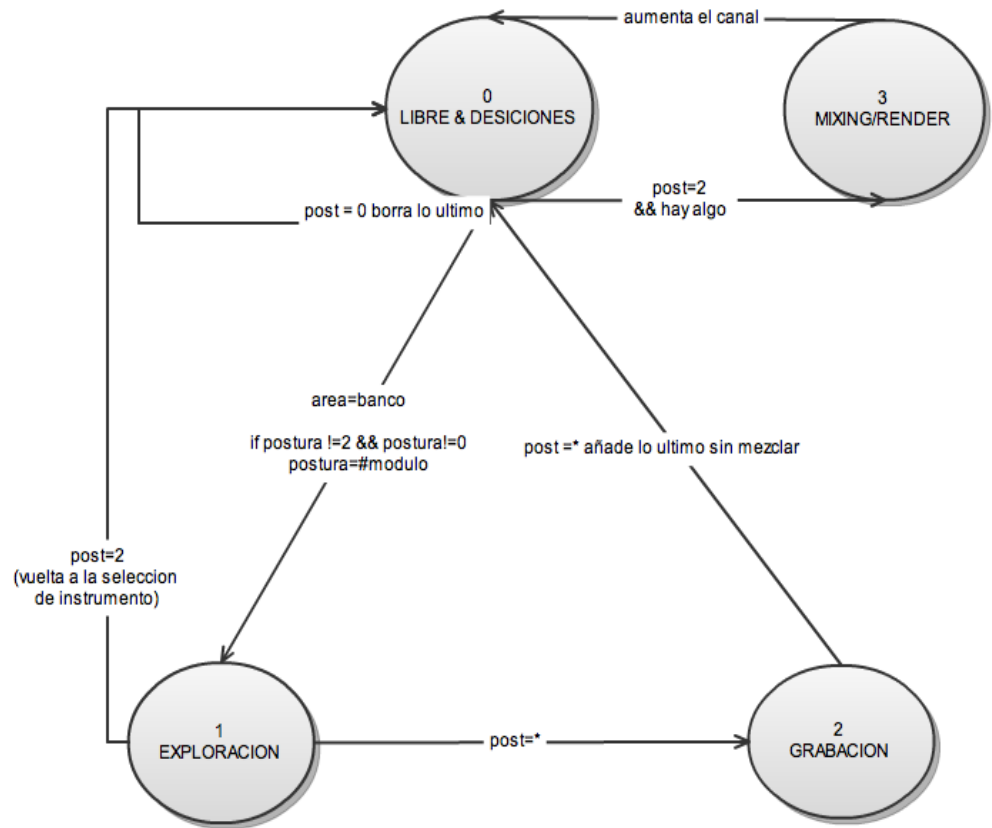 aumenta el canal
0
LIBRE & DESICIONES
3
MIXING/RENDER
post=2
&& hay algo
post = 0 borra lo ultimo
area=banco
if postura !=2 && postura!=0
postura=#modulo
post =* añade lo ultimo sin mezclar
post=2
(vuelta a la seleccion
de instrumento)
1
EXPLORACION
post=*
2
GRABACION